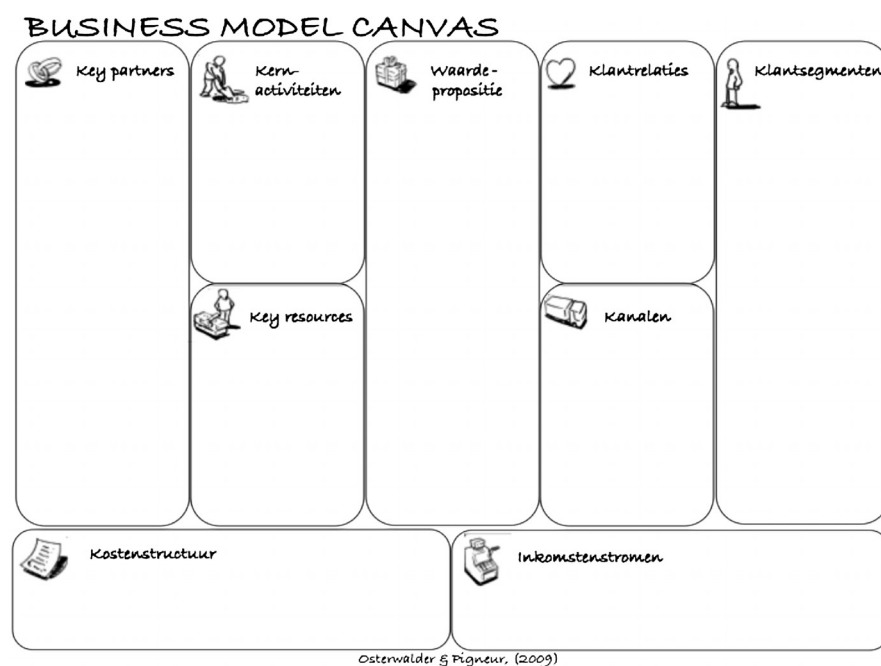 BUSINESS MODEL CANVAS
Key partners
Kern-
activiteiten
Waarde-
propositie
Klantrelaties
Klantsegmenten
Key resources
Kanalen
Kostenstructuur
Inkomstenstromen
Osterwalder & Pigneur, (2009)